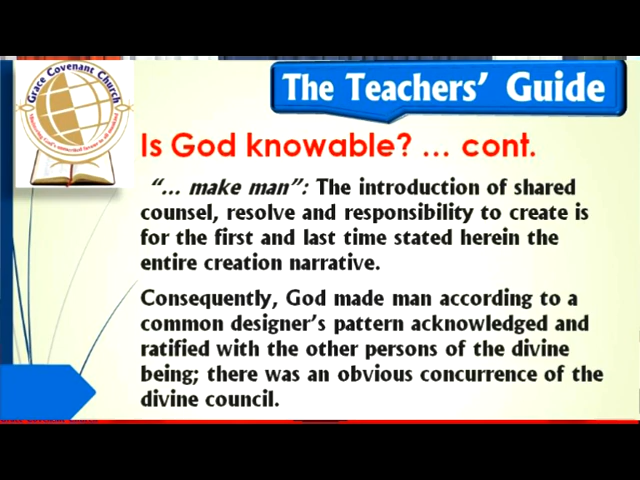 Grace Covenant Church
The Teachers' Guide
Is God knowable? ... cont.
"... make man": The introduction of shared
counsel, resolve and responsibility to create is
for the first and last time stated herein the
entire creation narrative.
Consequently, God made man according to a
common designer's pattern acknowledged and
ratified with the other persons of the divine
being; there was an obvious concurrence of the
divine council.